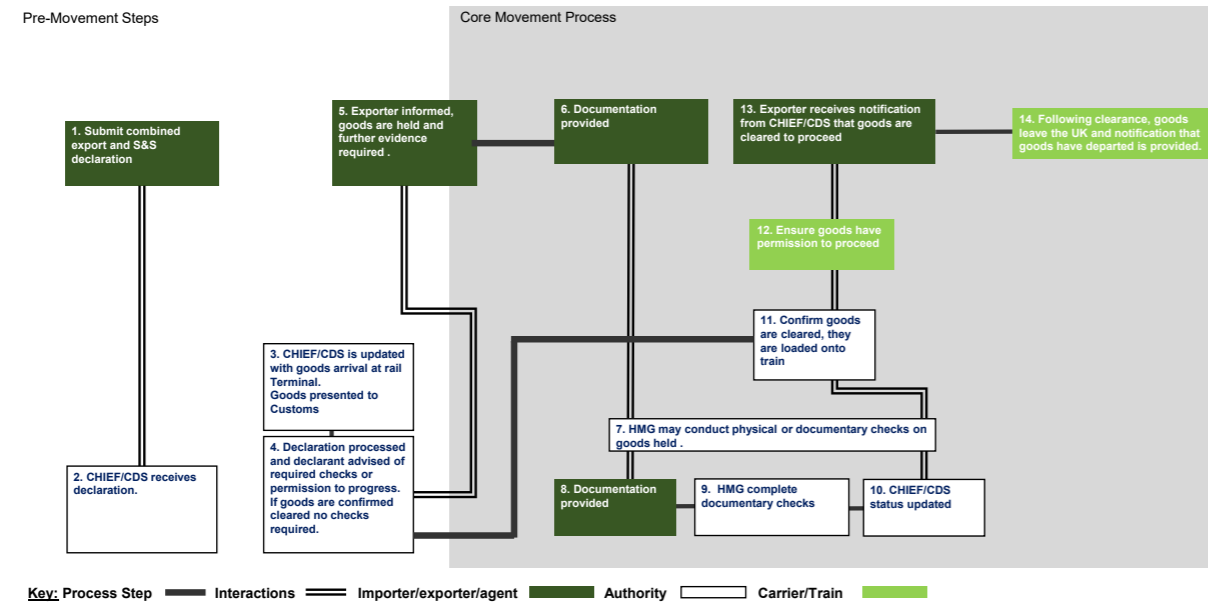 Pre-Movement Steps
Core Movement Process
1. Submit combined
export and S&S
declaration
2. CHIEF/CDS receives
declaration.
3. CHIEF/CDS is updated
with goods arrival at rail
Terminal.
Goods presented to
Customs
4. Declaration processed
and declarant advised of
required checks or
permission to progress.
If goods are confirmed
cleared no checks
required.
5. Exporter informed,
goods are held and
further evidence
required .
6. Documentation
provided
7. HMG may conduct physical or documentary checks on
goods held .
8. Documentation
provided
9. HMG complete
documentary checks
10. CHIEF/CDS
status updated
11. Confirm goods
are cleared, they
are loaded onto
train
12. Ensure goods have
permission to proceed
13. Exporter receives notification
from CHIEF/CDS that goods are
cleared to proceed
14. Following clearance, goods
leave the UK and notification that
goods have departed is provided.
Key: Process Step Interactions Importer/exporter/agent Authority Carrier/Train